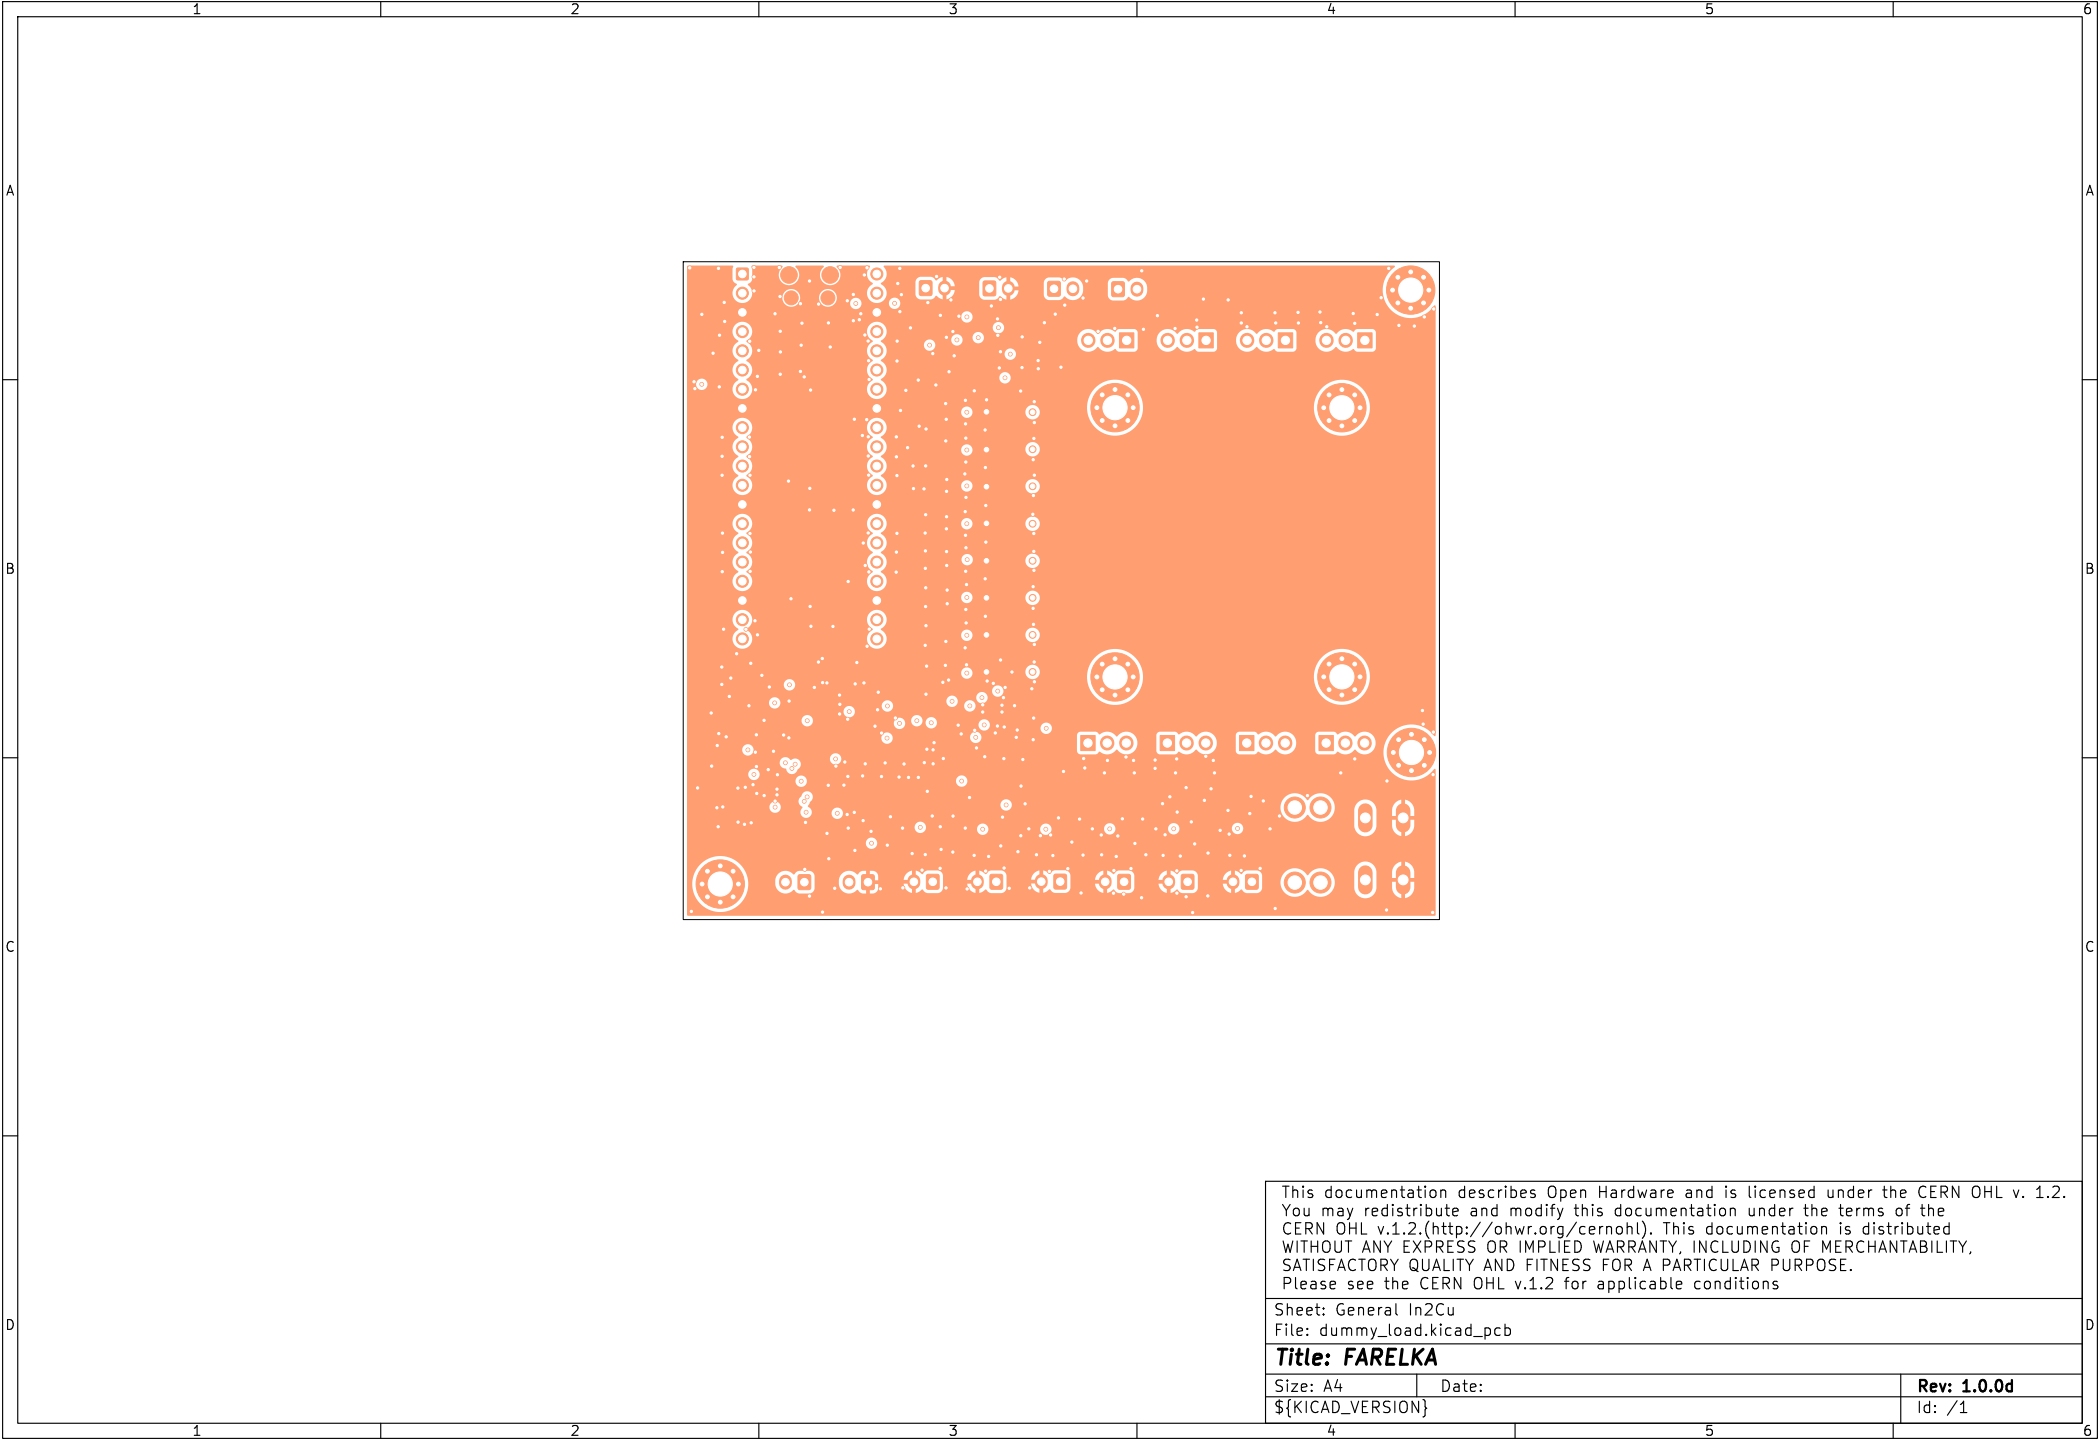 1 2 3 4 5 6
A A
B B
C C
D D
This documentation describes Open Hardware and is licensed under the CERN OHL v. 1.2.
You may redistribute and modify this documentation under the terms of the
CERN OHL v.1.2.(http://ohwr.org/cernohl). This documentation is distributed
WITHOUT ANY EXPRESS OR IMPLIED WARRANTY, INCLUDING OF MERCHANTABILITY,
SATISFACTORY QUALITY AND FITNESS FOR A PARTICULAR PURPOSE.
Please see the CERN OHL v.1.2 for applicable conditions
Sheet: General In2Cu
File: dummy_load.kicad_pcb
Title: FARELKA
Size: A4 Date: Rev: 1.0.0d
${KICAD_VERSION} Id: /1
1 2 3 4 5 6